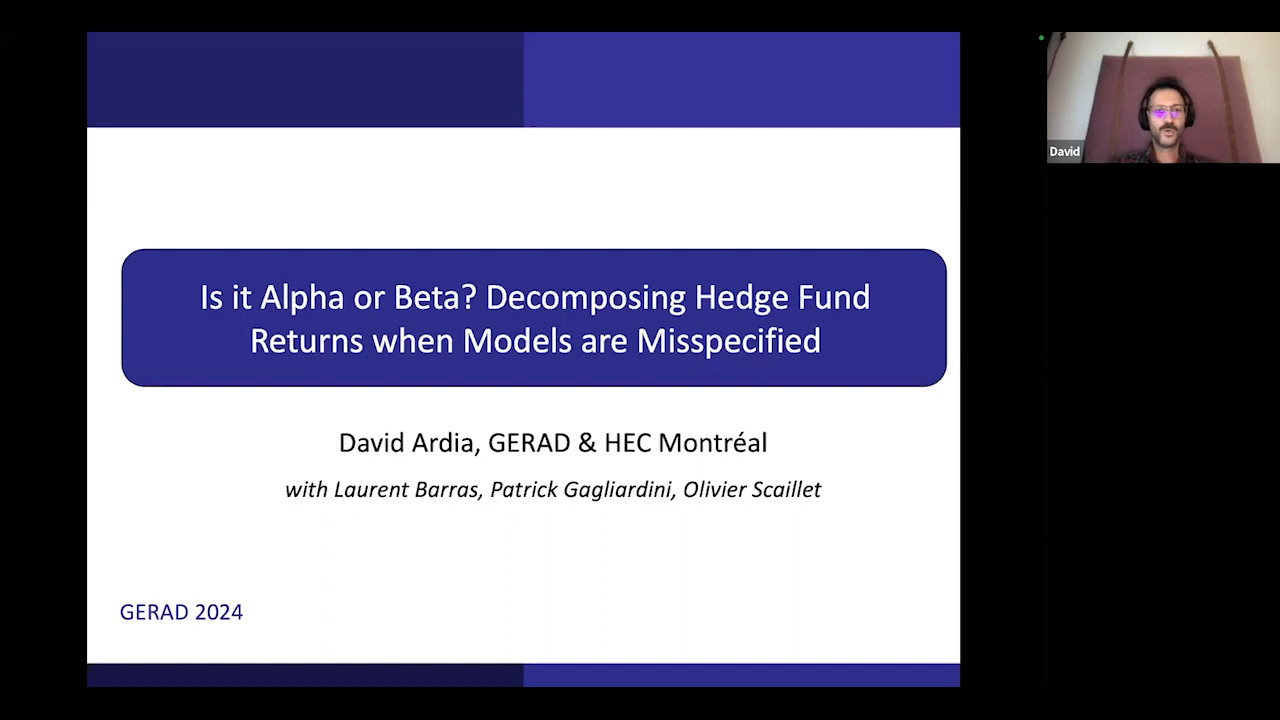 Is it Alpha or Beta? Decomposing Hedge Fund
Returns when Models are Misspecified
David Ardia, GERAD & HEC Montréal
with Laurent Barras, Patrick Gagliardini, Olivier Scaillet
GERAD 2024
David